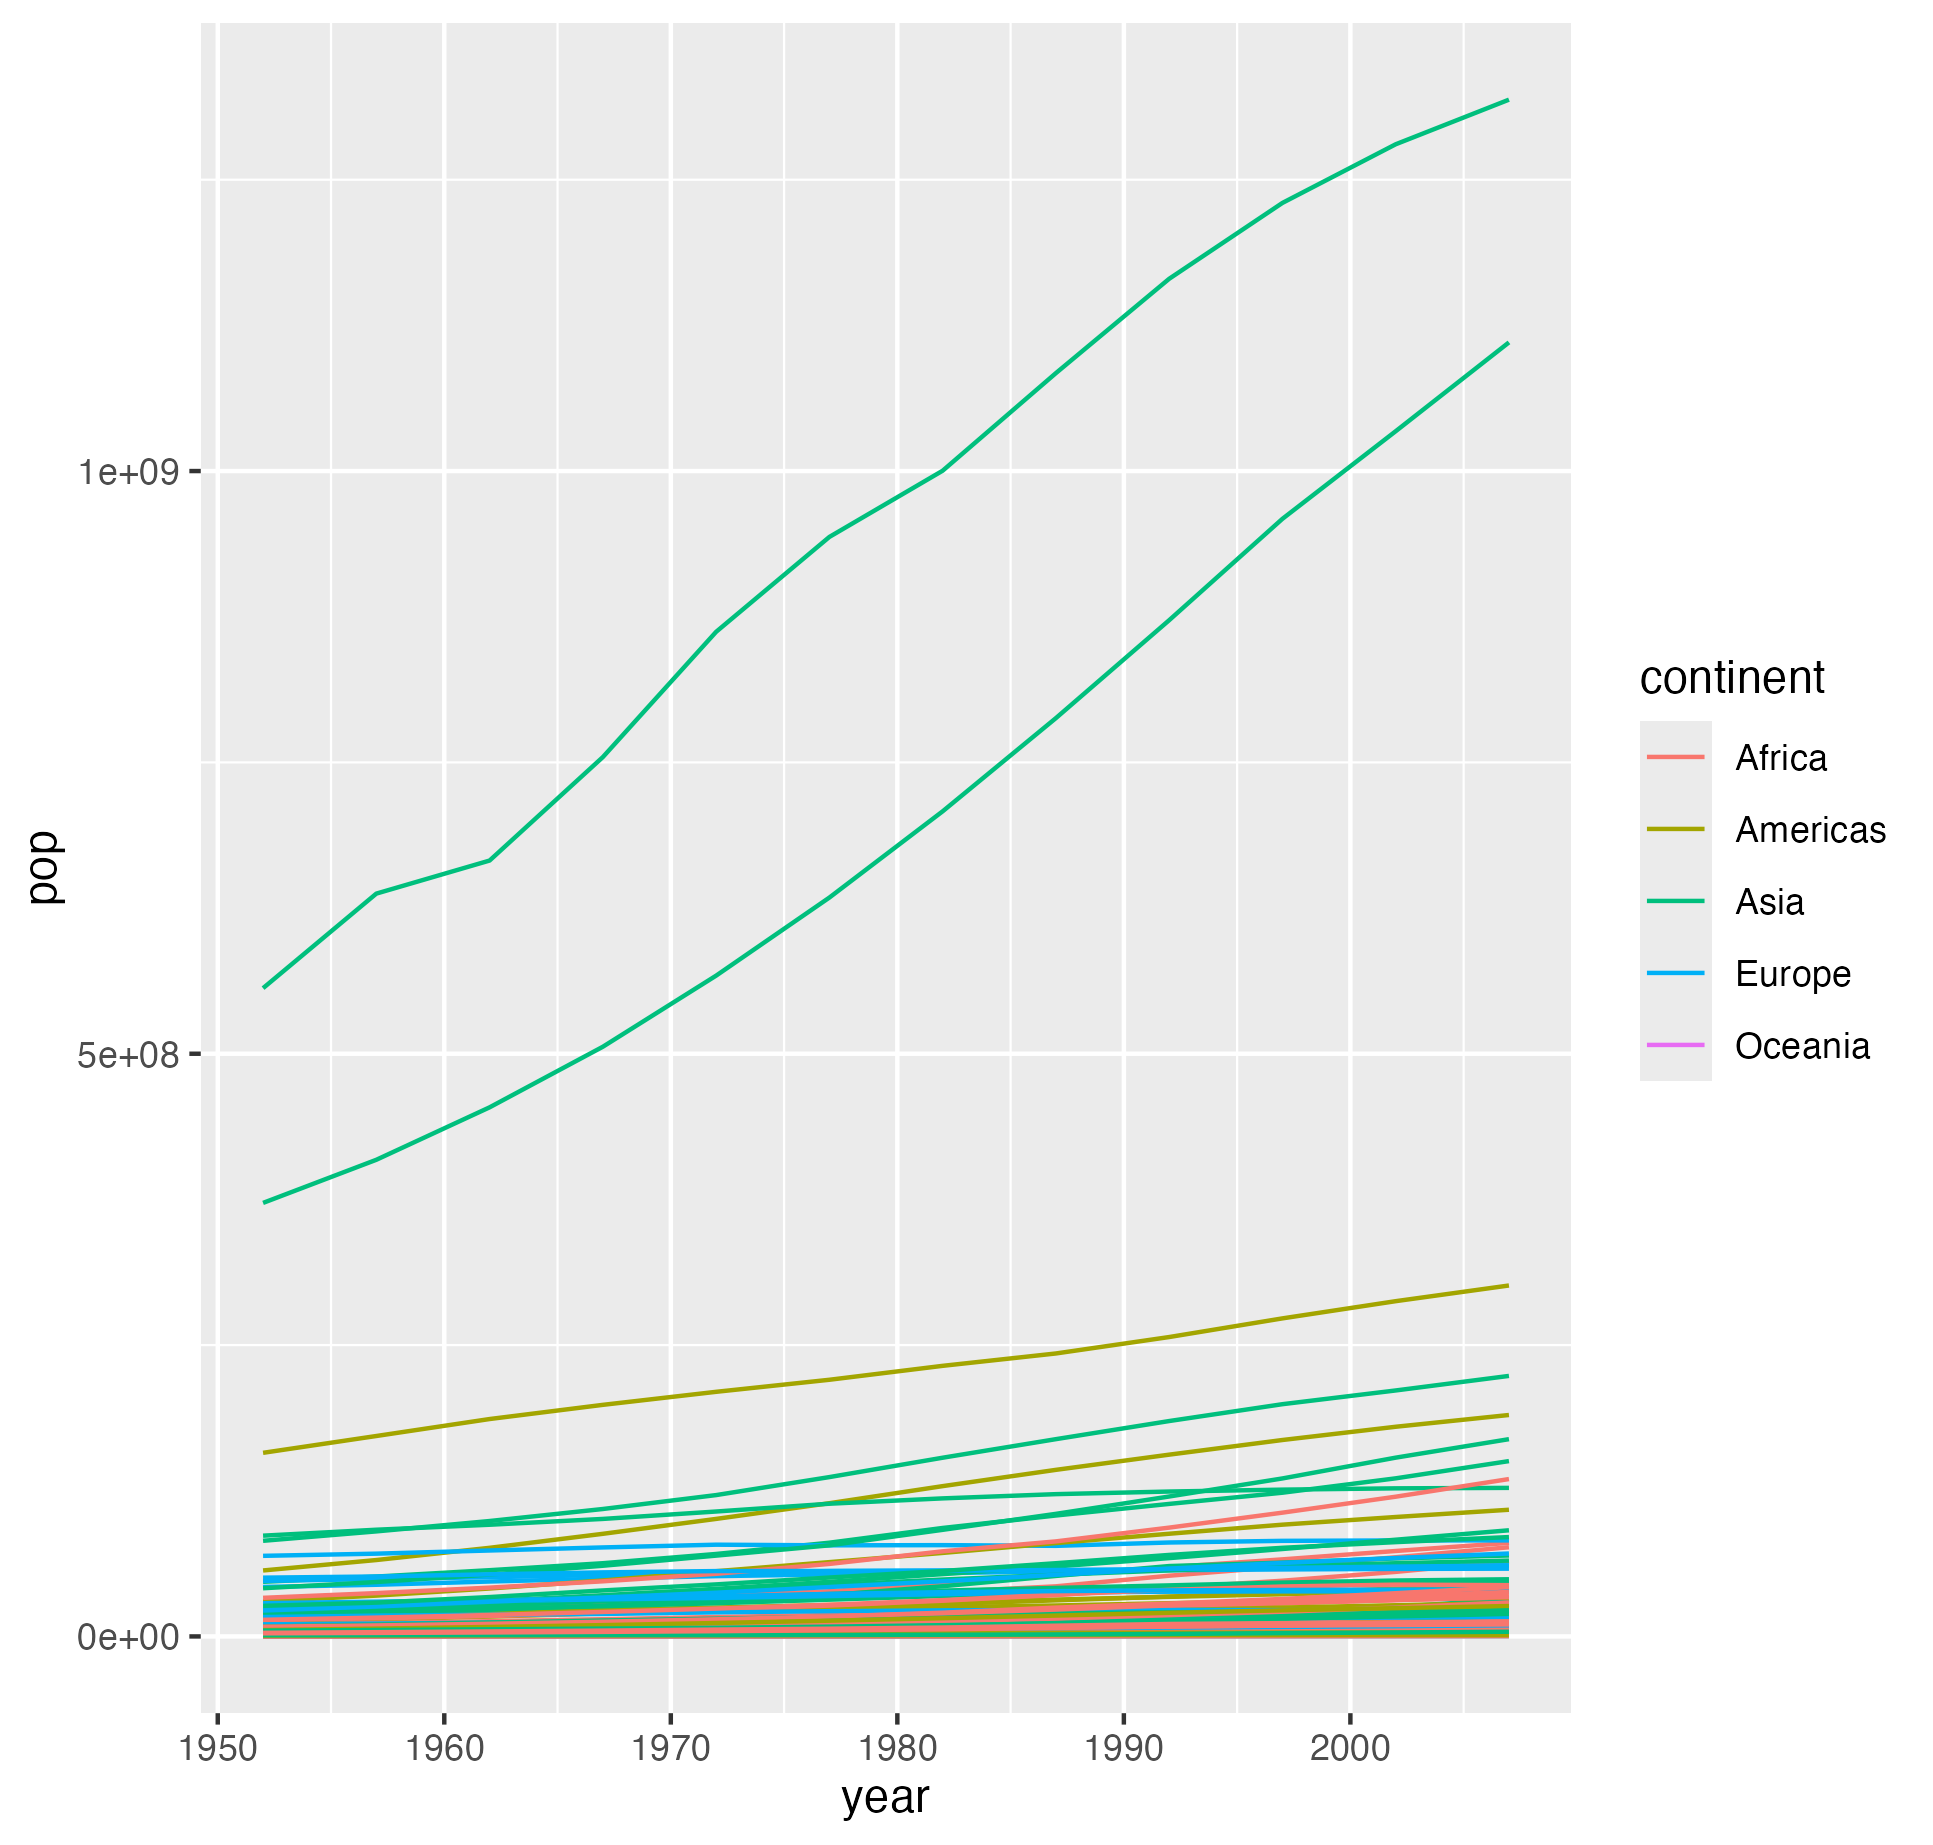 pop
1e+09
5e+08
0e+00
1950 1960 1970 1980 1990 2000
year
continent
Africa
Americas
Asia
Europe
Oceania